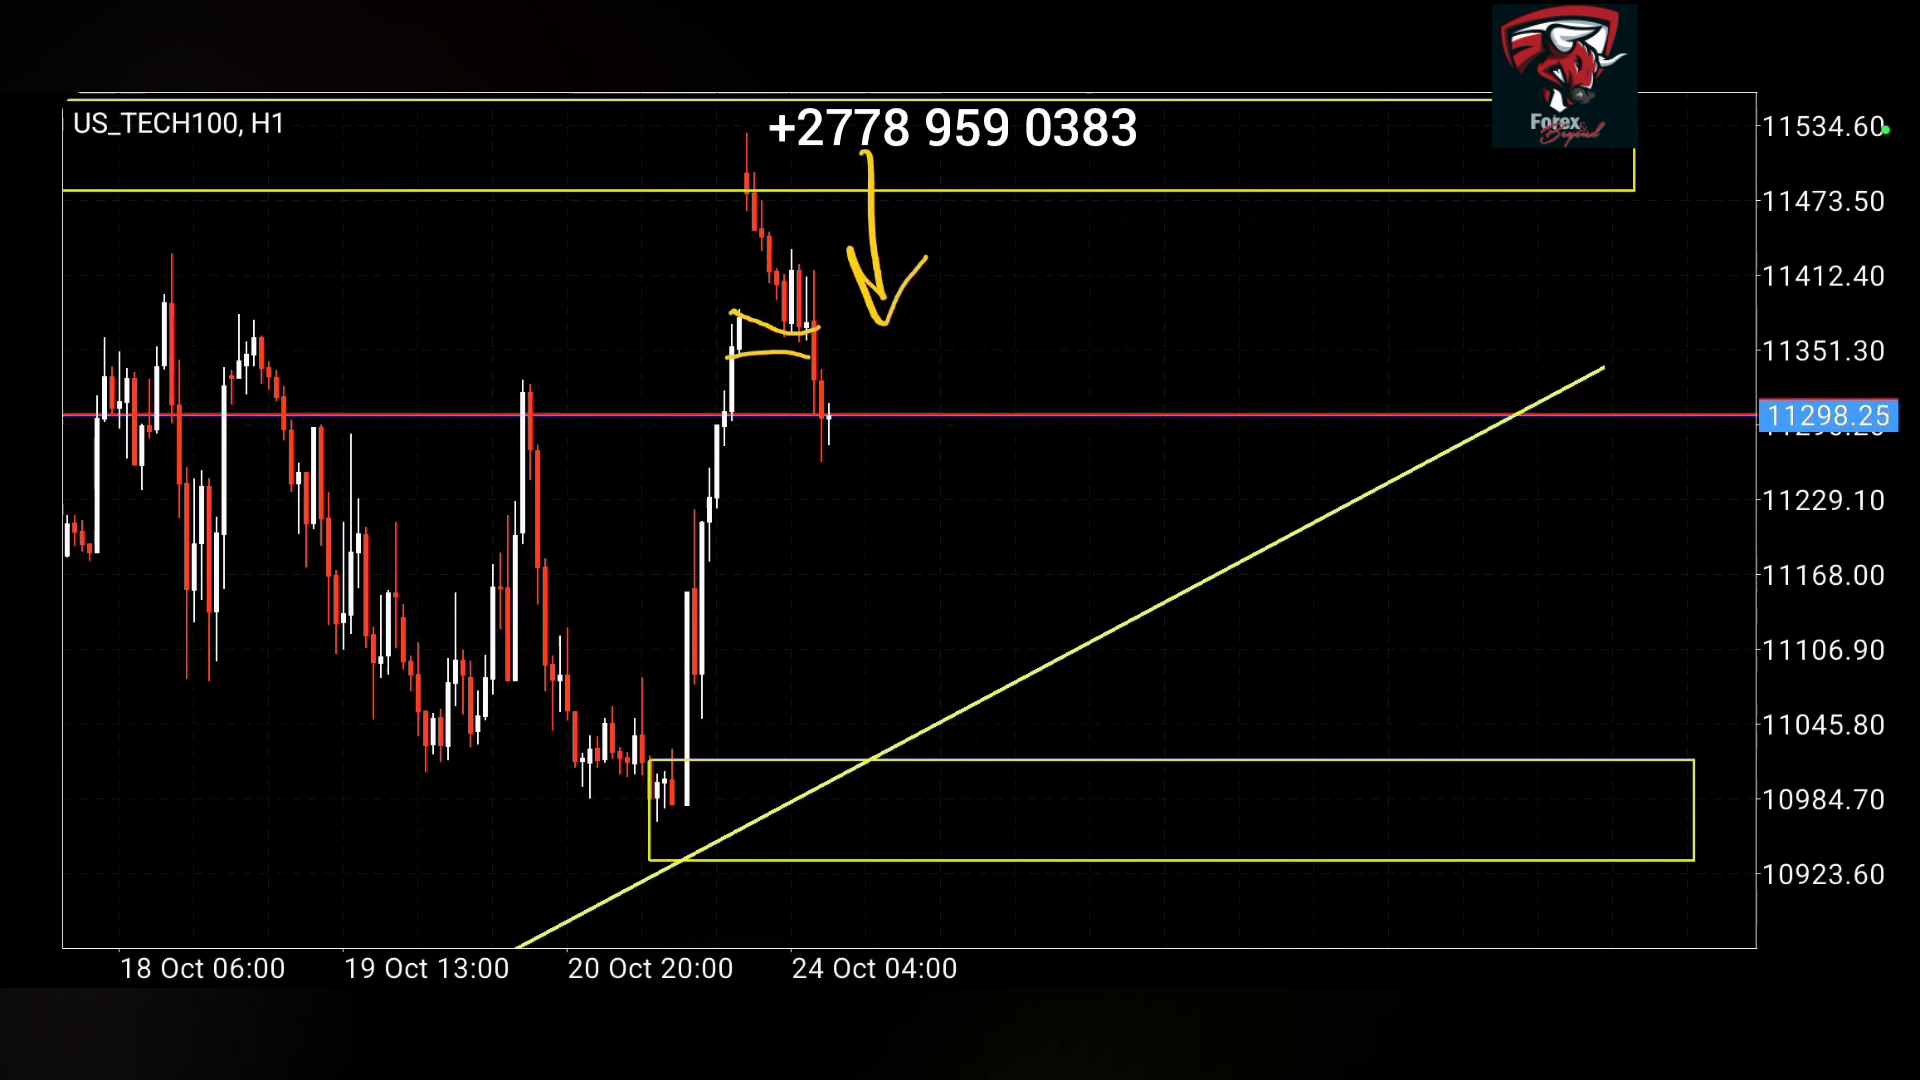 Forex
Beyond
US_TECH100, H1
+2778 959 0383
11534.60
11473.50
11412.40
11351.30
11298.25
11229.10
11168.00
11106.90
11045.80
10984.70
10923.60
18 Oct 06:00
19 Oct 13:00
20 Oct 20:00
24 Oct 04:00